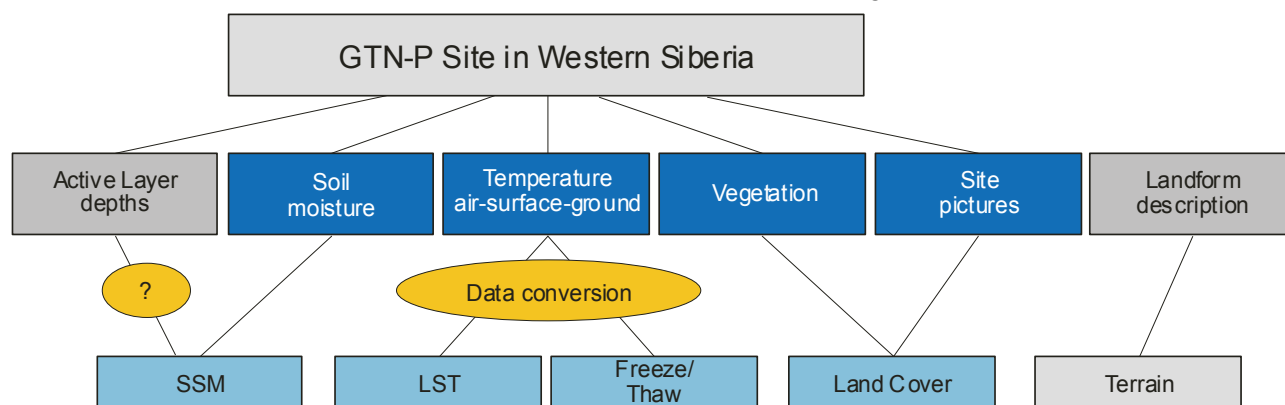 GTN-P Site in Western Siberia
Active Layer
depths
Soil
moisture
Temperature
air-surface-ground
Vegetation
Site
pictures
Landform
description
?
Data conversion
SSM
LST
Freeze/
Thaw
Land Cover
Terrain